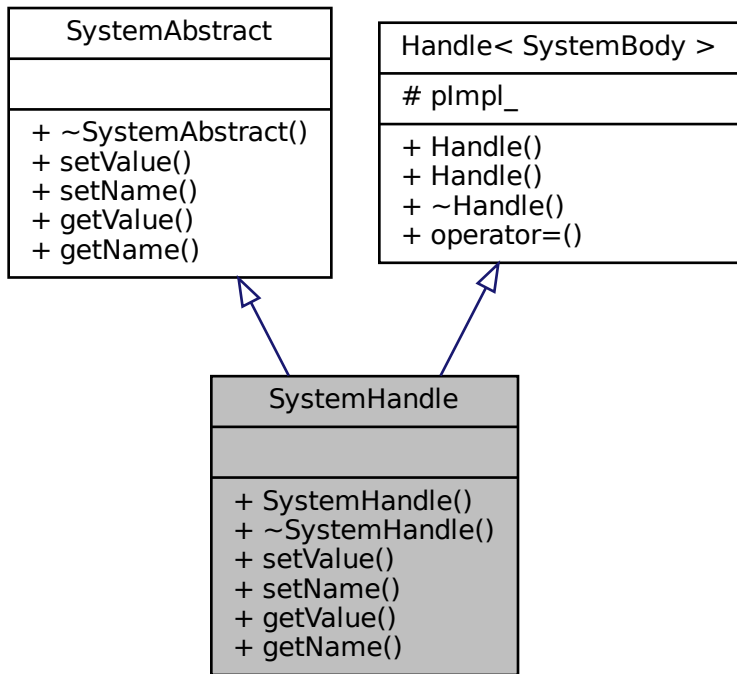 SystemAbstract
+ ~SystemAbstract()
+ setValue()
+ setName()
+ getValue()
+ getName()
Handle< SystemBody >
# pImpl_
+ Handle()
+ Handle()
+ ~Handle()
+ operator=()
SystemHandle
+ SystemHandle()
+ ~SystemHandle()
+ setValue()
+ setName()
+ getValue()
+ getName()